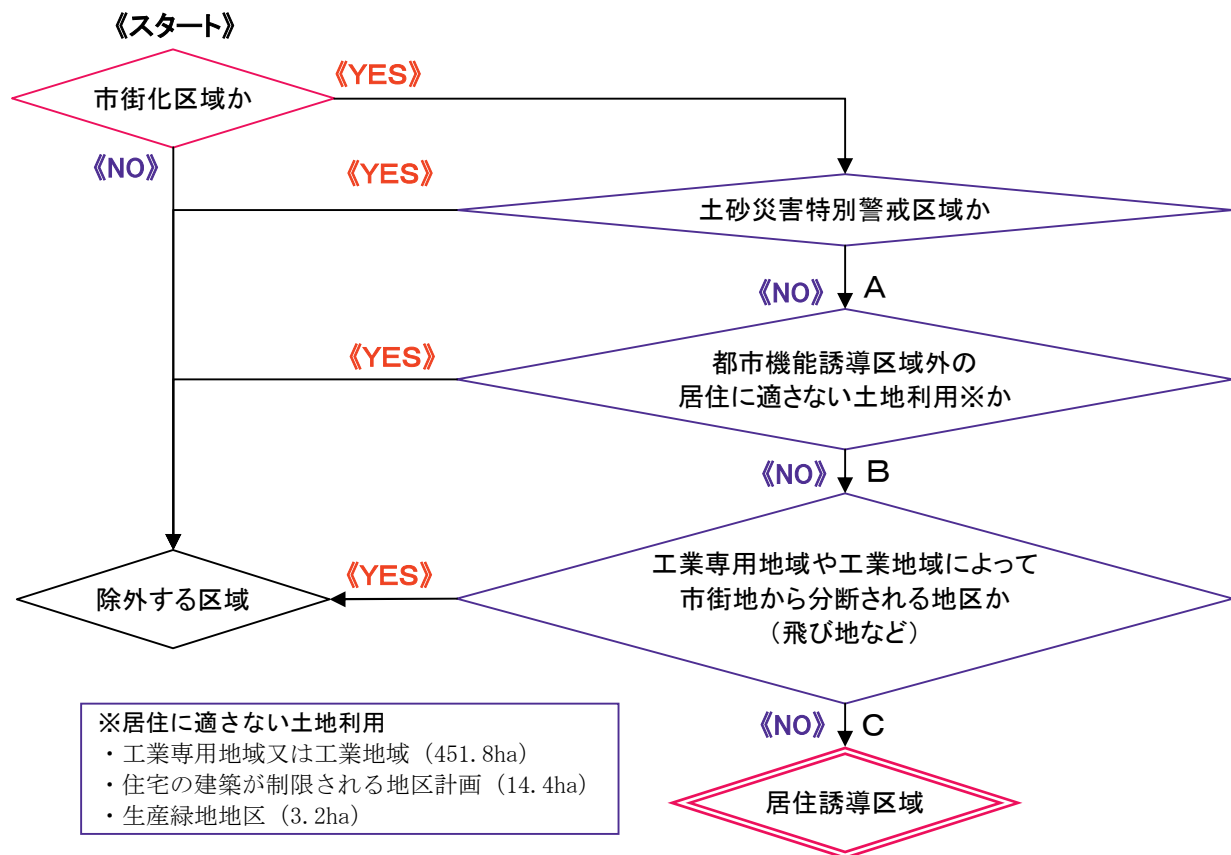 《スタート》
市街化区域か
《YES》
《NO》
《YES》
土砂災害特別警戒区域か
《NO》 A
《YES》
都市機能誘導区域外の
居住に適さない土地利用※か
《NO》 B
《YES》
工業専用地域や工業地域によって
市街地から分断される地区か
（飛び地など）
除外する区域
《NO》 C
居住誘導区域
※居住に適さない土地利用
・工業専用地域又は工業地域（451.8ha）
・住宅の建築が制限される地区計画（14.4ha）
・生産緑地地区（3.2ha）